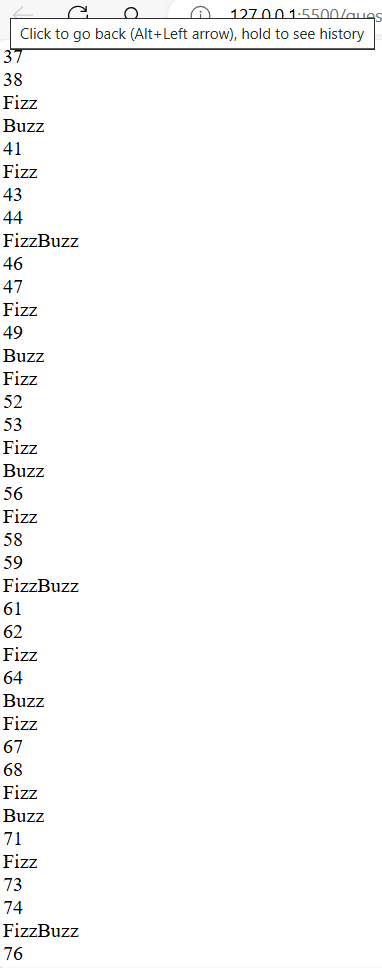 127.0.0.1:5500/ques
Click to go back (Alt+Left arrow), hold to see history
37
38
Fizz
Buzz
41
Fizz
43
44
FizzBuzz
46
47
Fizz
49
Buzz
Fizz
52
53
Fizz
Buzz
56
Fizz
58
59
FizzBuzz
61
62
Fizz
64
Buzz
Fizz
67
68
Fizz
Buzz
71
Fizz
73
74
FizzBuzz
76